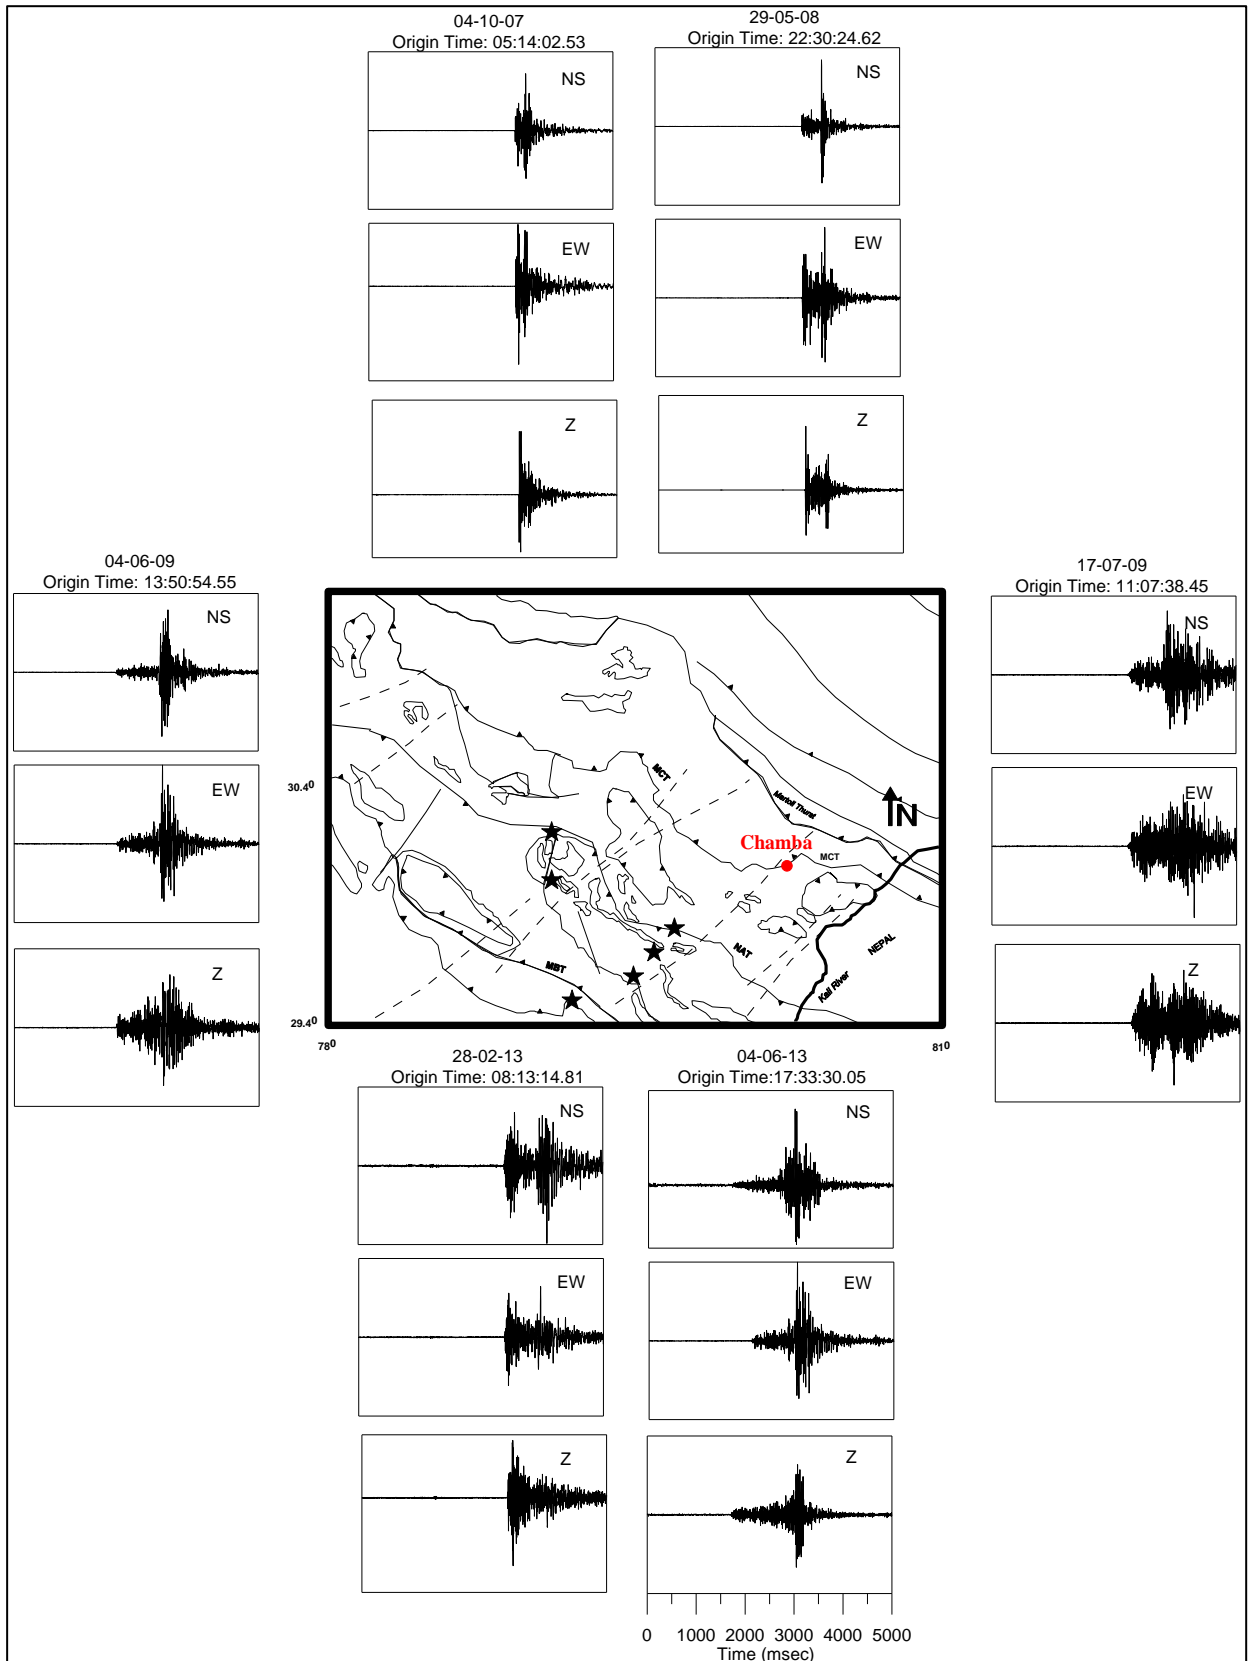 04-10-07
Origin Time: 05:14:02.53
NS
EW
Z
29-05-08
Origin Time: 22:30:24.62
NS
EW
Z
04-06-09
Origin Time: 13:50:54.55
NS
EW
Z
17-07-09
Origin Time: 11:07:38.45
NS
EW
Z
30.4⁰
29.4⁰
78⁰
81⁰
MCT
Martoli Thurst
N
Chamba
MCT
NAT
MBT
NEPAL
Kali River
28-02-13
Origin Time: 08:13:14.81
NS
EW
Z
04-06-13
Origin Time:17:33:30.05
NS
EW
Z
0 1000 2000 3000 4000 5000
Time (msec)